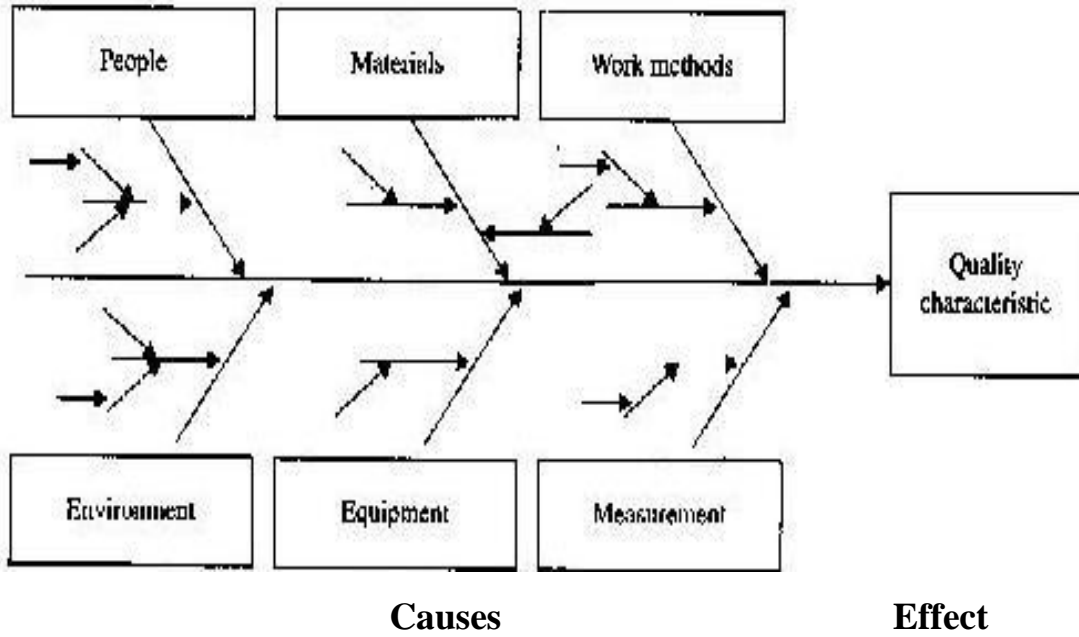 People
Materials
Work methods
Quality
characteristic
Environment
Equipment
Measurement
Causes
Effect